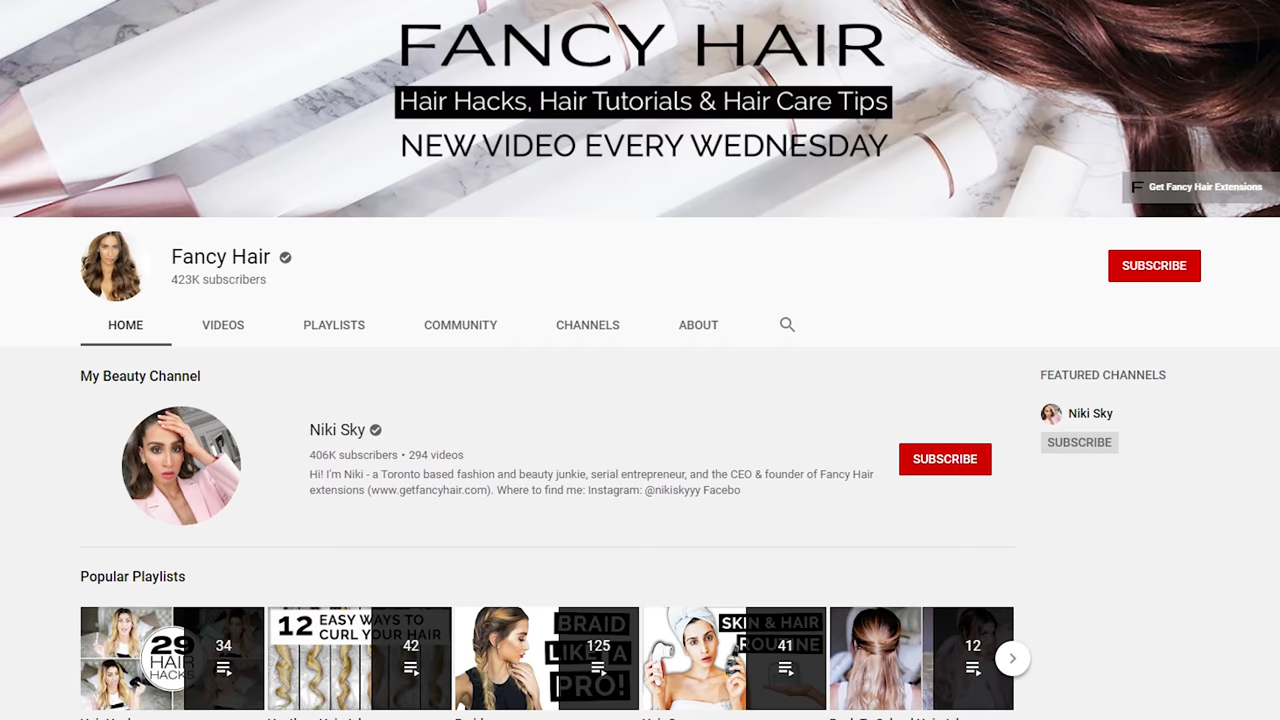 FANCY HAIR
Hair Hacks, Hair Tutorials & Hair Care Tips
NEW VIDEO EVERY WEDNESDAY
F Get Fancy Hair Extensions
Fancy Hair
423K subscribers
SUBSCRIBE
HOME VIDEOS PLAYLISTS COMMUNITY CHANNELS ABOUT
My Beauty Channel
FEATURED CHANNELS
Niki Sky
SUBSCRIBE
Niki Sky
406K subscribers • 294 videos
Hi! I'm Niki - a Toronto based fashion and beauty junkie, serial entrepreneur, and the CEO & founder of Fancy Hair
extensions (www.getfancyhair.com). Where to find me: Instagram: @nikiskyyy Facebo
SUBSCRIBE
Popular Playlists
29
HAIR
HACKS
34
12 EASY WAYS TO
CURL YOUR HAIR
42
BRAID
LIKE A
PRO!
125
SKIN & HAIR
ROUTINE
41
12